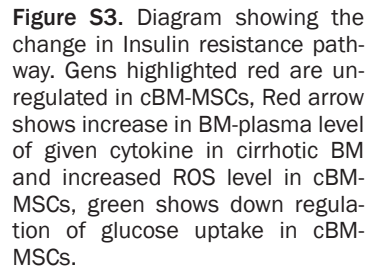 Figure S3. Diagram showing the
change in Insulin resistance path-
way. Gens highlighted red are un-
regulated in cBM-MSCs, Red arrow
shows increase in BM-plasma level
of given cytokine in cirrhotic BM
and increased ROS level in cBM-
MSCs, green shows down regula-
tion of glucose uptake in cBM-
MSCs.